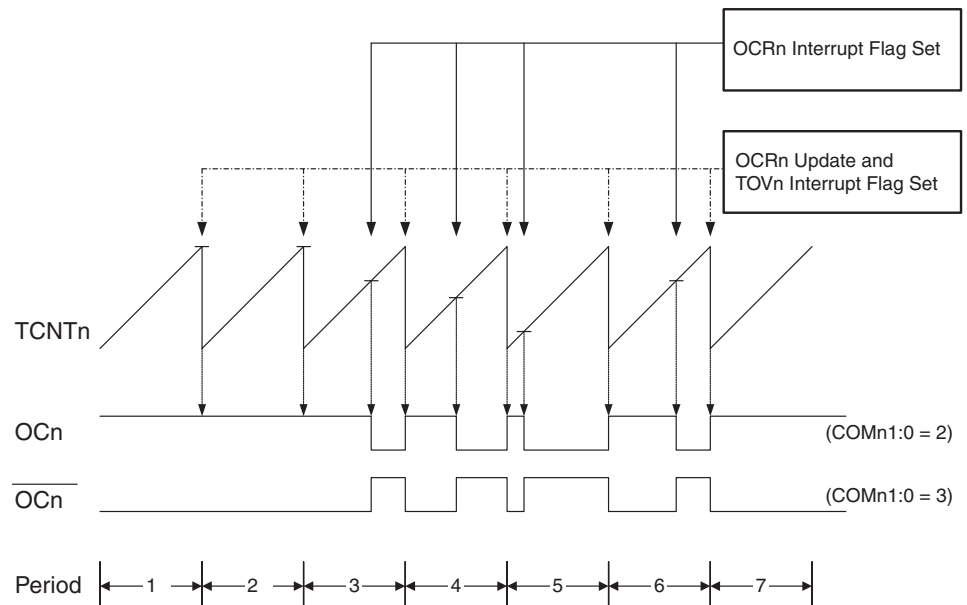 OCRn Interrupt Flag Set
OCRn Update and
TOVn Interrupt Flag Set
TCNTn
OCn
(COMn1:0 = 2)
OCn
(COMn1:0 = 3)
Period
1 2 3 4 5 6 7